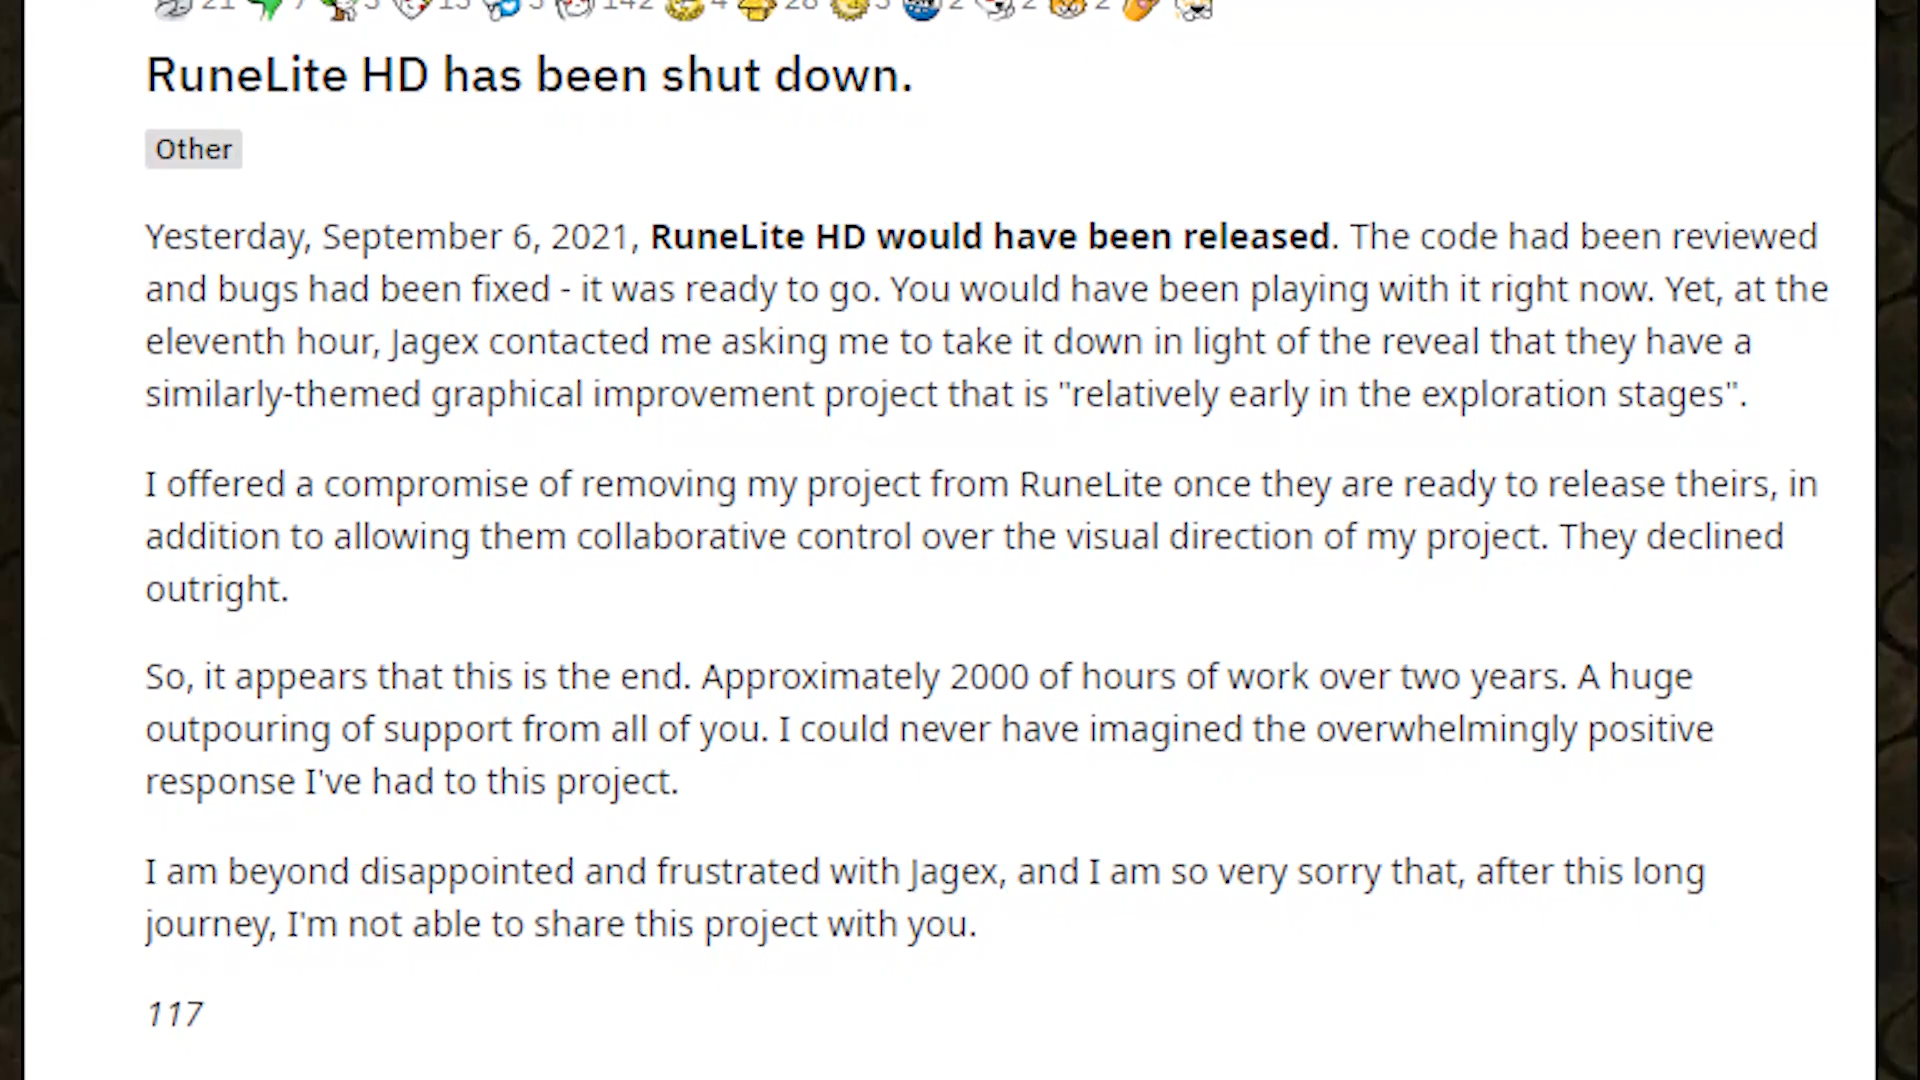 RuneLite HD has been shut down.
Other
Yesterday, September 6, 2021, RuneLite HD would have been released. The code had been reviewed
and bugs had been fixed - it was ready to go. You would have been playing with it right now. Yet, at the
eleventh hour, Jagex contacted me asking me to take it down in light of the reveal that they have a
similarly-themed graphical improvement project that is "relatively early in the exploration stages".
I offered a compromise of removing my project from RuneLite once they are ready to release theirs, in
addition to allowing them collaborative control over the visual direction of my project. They declined
outright.
So, it appears that this is the end. Approximately 2000 of hours of work over two years. A huge
outpouring of support from all of you. I could never have imagined the overwhelmingly positive
response I've had to this project.
I am beyond disappointed and frustrated with Jagex, and I am so very sorry that, after this long
journey, I'm not able to share this project with you.
117